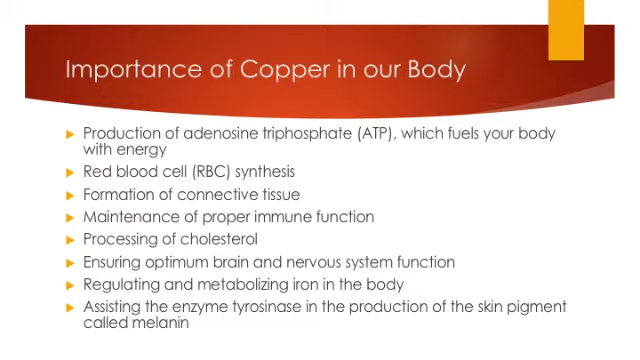 Importance of Copper in our Body
Production of adenosine triphosphate (ATP), which fuels your body
with energy
Red blood cell (RBC) synthesis
Formation of connective tissue
Maintenance of proper immune function
Processing of cholesterol
Ensuring optimum brain and nervous system function
Regulating and metabolizing iron in the body
Assisting the enzyme tyrosinase in the production of the skin pigment
called melanin